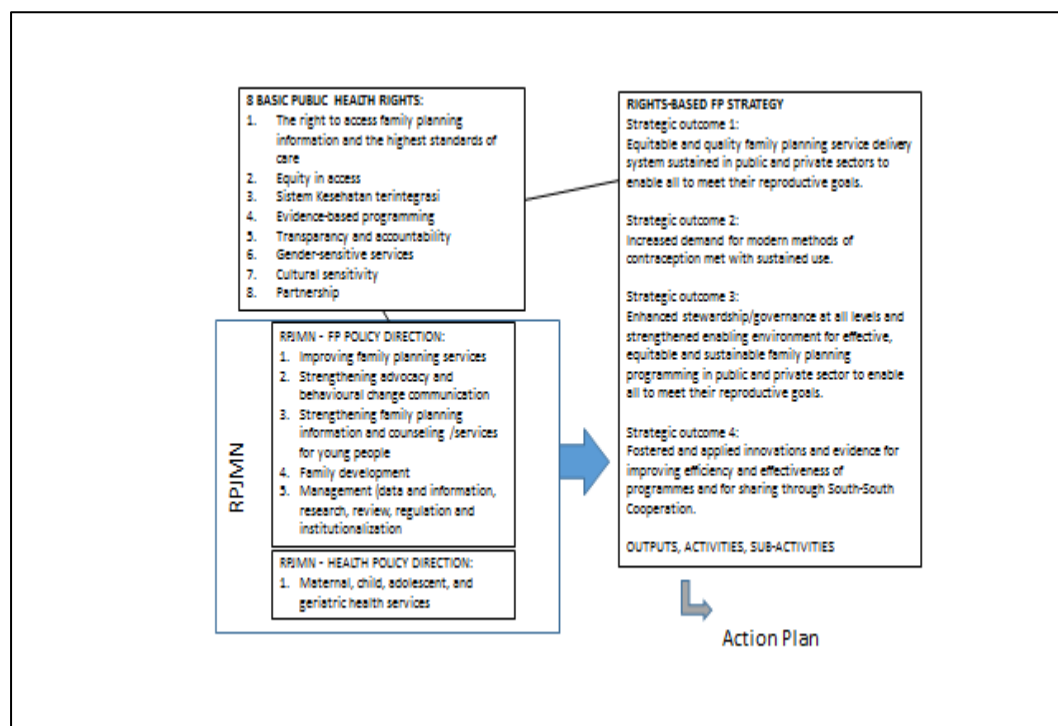 8 BASIC PUBLIC HEALTH RIGHTS:
1. The right to access family planning
information and the highest standards of
care
2. Equity in access
3. Sistem Kesehatan terintegrasi
4. Evidence-based programming
5. Transparency and accountability
6. Gender-sensitive services
7. Cultural sensitivity
8. Partnership
RPJMN
RPJMN - FP POLICY DIRECTION:
1. Improving family planning services
2. Strengthening advocacy and
behavioural change communication
3. Strengthening family planning
information and counseling /services
for young people
4. Family development
5. Management (data and information,
research, review, regulation and
institutionalization
RPJMN - HEALTH POLICY DIRECTION:
1. Maternal, child, adolescent, and
geriatric health services
RIGHTS-BASED FP STRATEGY
Strategic outcome 1:
Equitable and quality family planning service delivery
system sustained in public and private sectors to
enable all to meet their reproductive goals.
Strategic outcome 2:
Increased demand for modern methods of
contraception met with sustained use.
Strategic outcome 3:
Enhanced stewardship/governance at all levels and
strengthened enabling environment for effective,
equitable and sustainable family planning
programming in public and private sector to enable
all to meet their reproductive goals.
Strategic outcome 4:
Fostered and applied innovations and evidence for
improving efficiency and effectiveness of
programmes and for sharing through South-South
Cooperation.
OUTPUTS, ACTIVITIES, SUB-ACTIVITIES
Action Plan